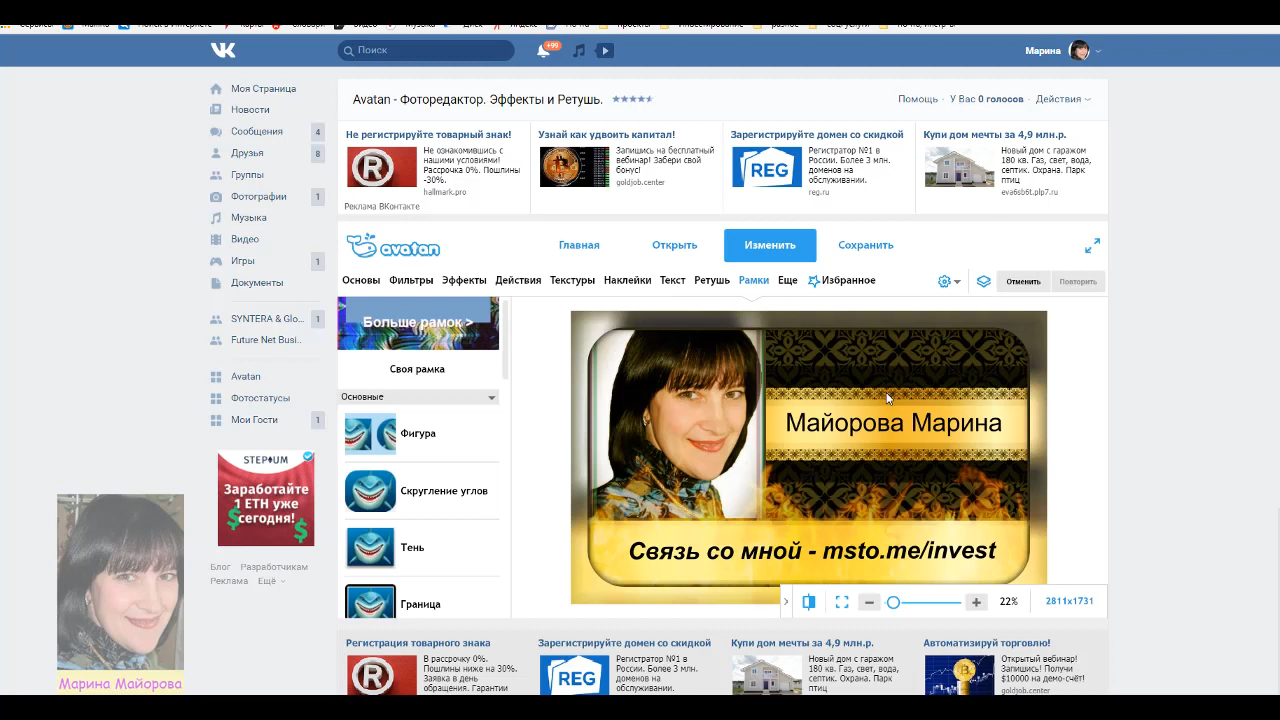 Поиск
+99
Марина
Моя Страница
Новости
Сообщения 4
Друзья 8
Группы
Фотографии 1
Музыка
Видео
Игры 1
Документы
SYNTERA & Glo... 1
Future Net Busi..
Avatan
Фотостатусы
Мои Гости 1
STEPIUM
Заработайте
1 ETH уже
сегодня!
Блог Разработчикам
Реклама Ещё
Марина Майорова
Avatan - Фоторедактор. Эффекты и Ретушь.
Помощь У Вас 0 голосов Действия
Не регистрируйте товарный знак!
Не ознакомившись с
нашими условиями!
Рассрочка 0%. Пошлины
-30%.
hallmark.pro
Узнай как удвоить капитал!
Запишись на бесплатный
вебинар! Забери свой
бонус!
goldjob.center
Зарегистрируйте домен со скидкой
REG
Регистратор №1 в
России. Более 3 млн.
доменов на
обслуживании.
reg.ru
Купи дом мечты за 4,9 млн.р.
Новый дом с гаражом
180 кв. Газ, свет, вода,
септик. Охрана. Парк
птиц
eva6sb6t.plp7.ru
Реклама ВКонтакте
avatan
Главная Открыть Изменить Сохранить
Основы Фильтры Эффекты Действия Текстуры Наклейки Текст Ретушь Рамки Еще Избранное
Отменить Повторить
Больше рамок >
Своя рамка
Основные
Фигура
Скругление углов
Тень
Граница
Майорова Марина
Связь со мной - msto.me/invest
22% 2811x1731
Регистрация товарного знака
В рассрочку 0%.
Пошлины ниже на 30%.
Заявка в день
обращения. Гарантии
Зарегистрируйте домен со скидкой
REG
Регистратор №1 в
России. Более 3 млн.
доменов на
обслуживании.
Купи дом мечты за 4,9 млн.р.
Новый дом с гаражом
180 кв. Газ, свет, вода,
септик. Охрана. Парк
птиц
Автоматизируй торговлю!
Открытый вебинар!
Запишись! Получи
$10000 на демо-счёт!
goldjob.center